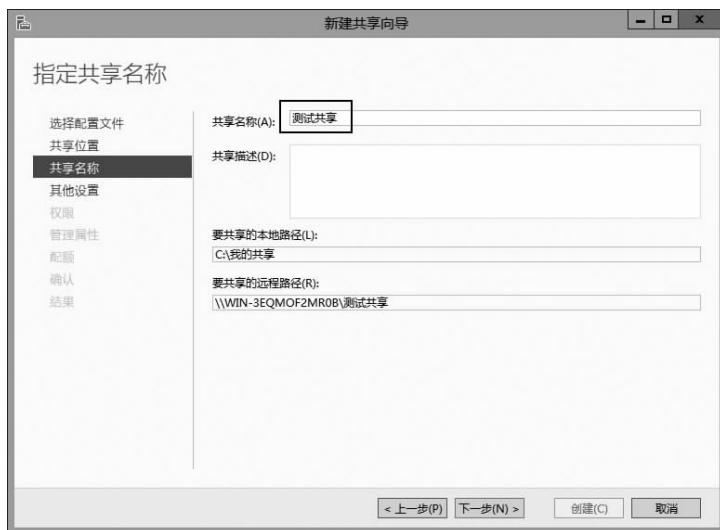 新建共享向导
指定共享名称
选择配置文件
共享位置
共享名称
其他设置
权限
管理属性
配额
确认
结果
共享名称(A): 测试共享
共享描述(D):
要共享的本地路径(L):
C:\我的共享
要共享的远程路径(R):
\\WIN-3EQMOF2MR0B\测试共享
< 上一步(P) 下一步(N) > 创建(C) 取消